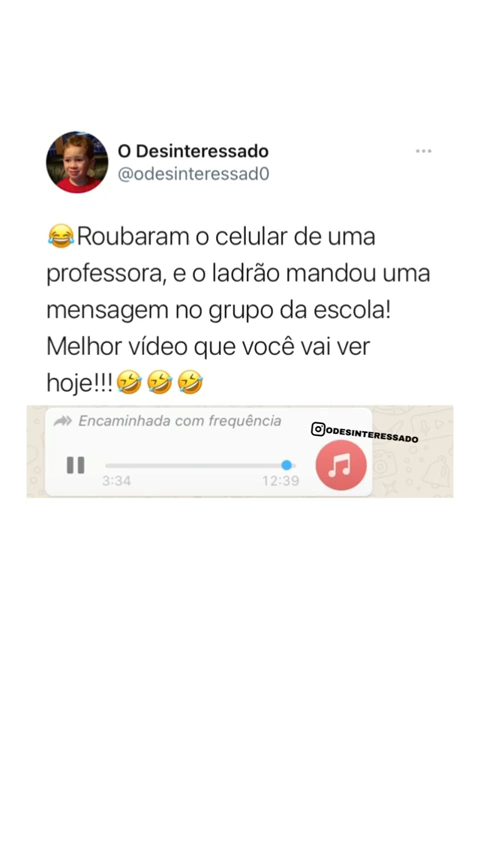 O Desinteressado
@odesinteressad0
😂Roubaram o celular de uma
professora, e o ladrão mandou uma
mensagem no grupo da escola!
Melhor vídeo que você vai ver
hoje!!!🤣🤣🤣
Encaminhada com frequência
ODESINTERESSADO
3:34 12:39